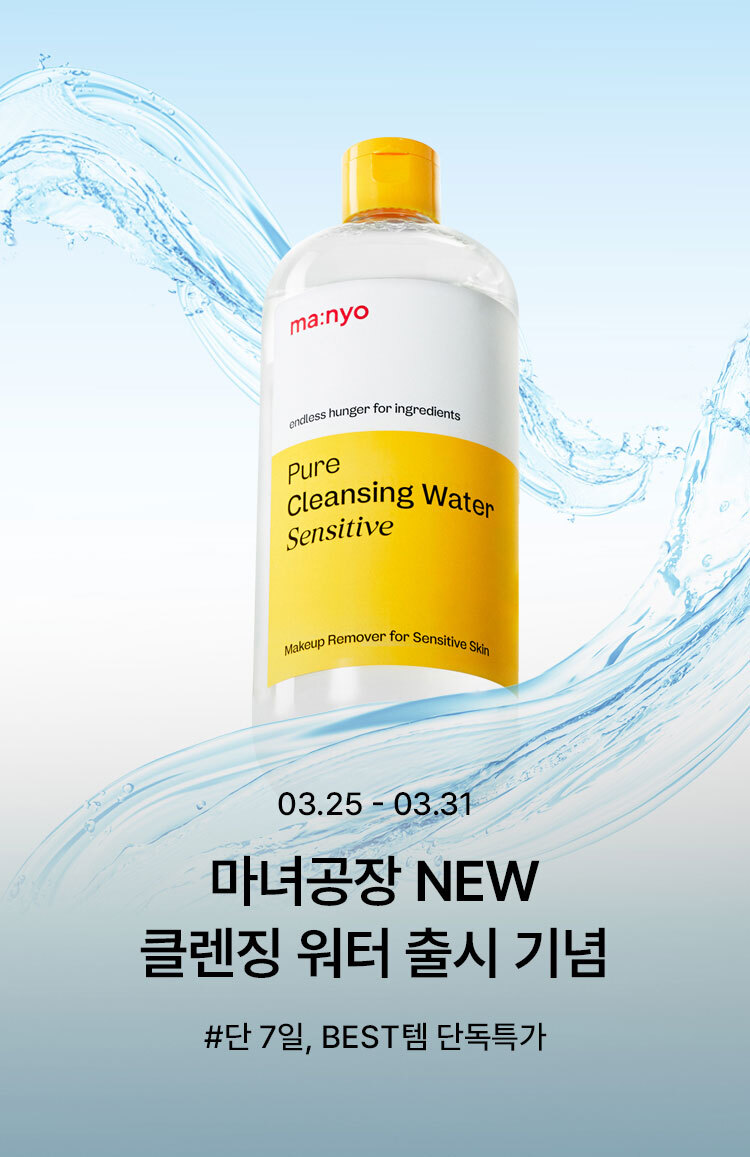 ma:nyo
endless hunger for ingredients
Pure
Cleansing Water
Sensitive
Makeup Remover for Sensitive Skin
03.25 - 03.31
마녀공장 NEW
클렌징 워터 출시 기념
#단 7일, BEST템 단독특가